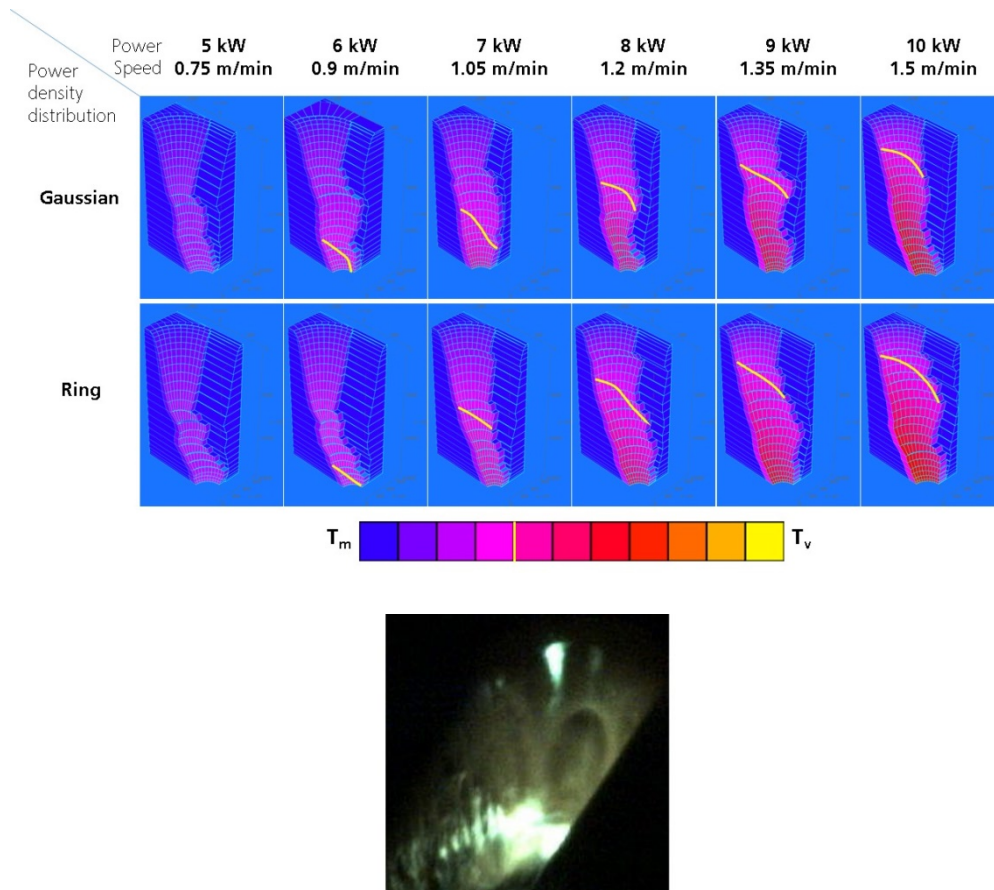 Power
Speed
Power
density
distribution
5 kW
0.75 m/min
6 kW
0.9 m/min
7 kW
1.05 m/min
8 kW
1.2 m/min
9 kW
1.35 m/min
10 kW
1.5 m/min
Gaussian
Ring
Tm
Tv